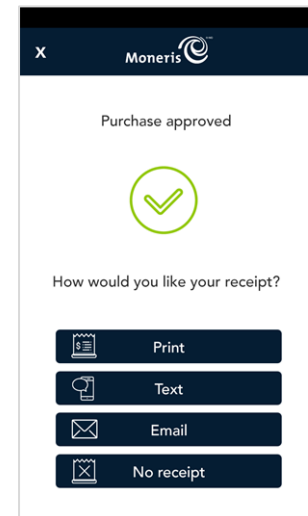 X
Moneris
Purchase approved
How would you like your receipt?
Print
Text
Email
No receipt